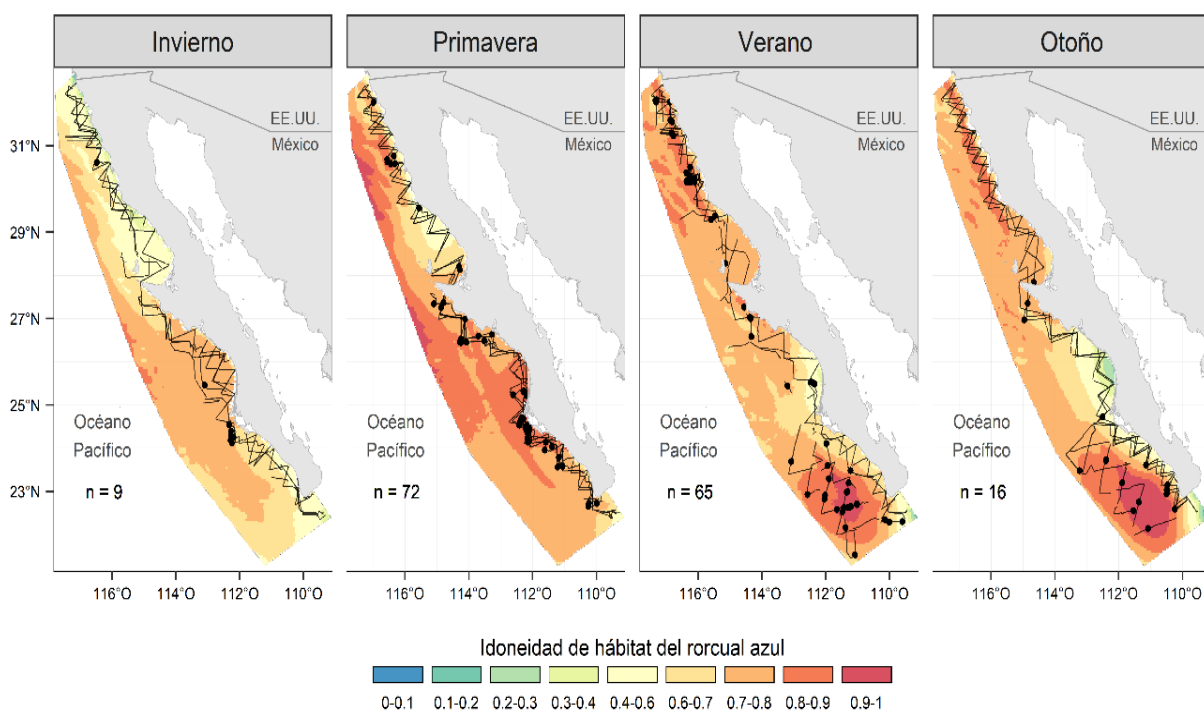 Invierno
Primavera
Verano
Otoño
EE.UU.
México
EE.UU.
México
EE.UU.
México
EE.UU.
México
31°N
29°N
27°N
25°N
23°N
Océano
Pacífico
n = 9
Océano
Pacífico
n = 72
Océano
Pacífico
n = 65
Océano
Pacífico
n = 16
116°O 114°O 112°O 110°O
116°O 114°O 112°O 110°O
116°O 114°O 112°O 110°O
116°O 114°O 112°O 110°O
Idoneidad de hábitat del rorcual azul
0-0.1 0.1-0.2 0.2-0.3 0.3-0.4 0.4-0.6 0.6-0.7 0.7-0.8 0.8-0.9 0.9-1